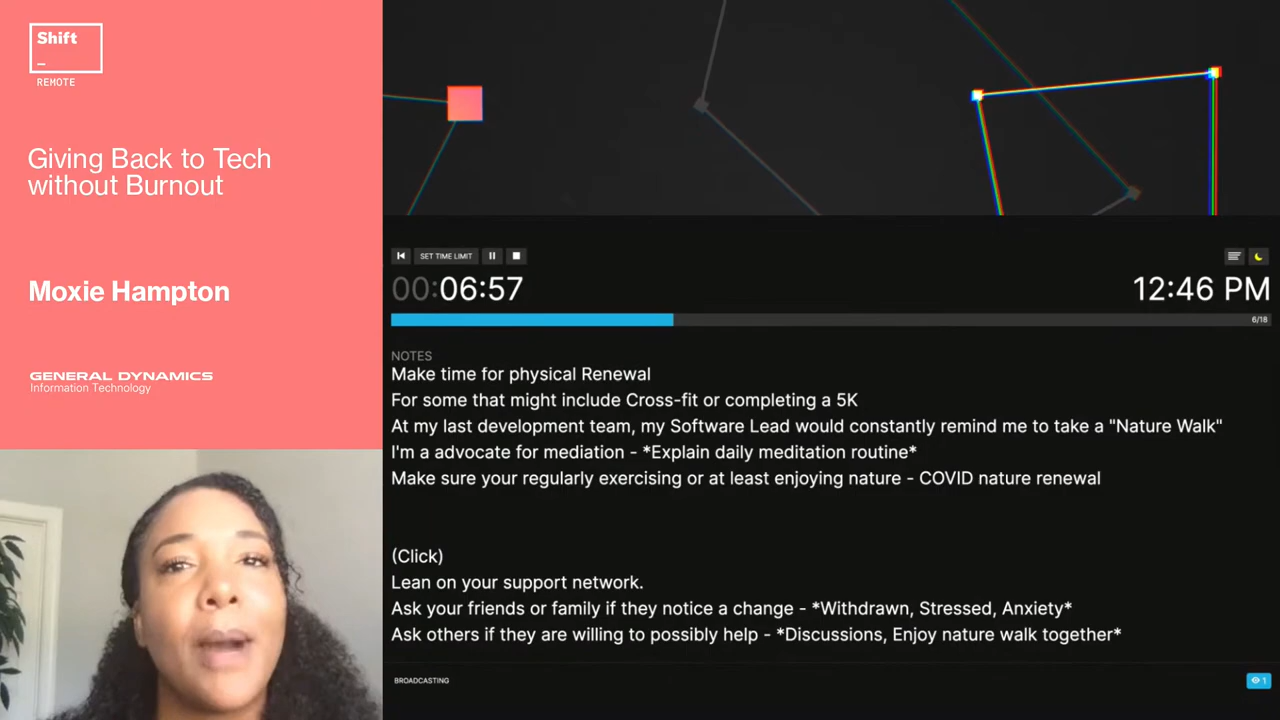 Shift
_
REMOTE
Giving Back to Tech
without Burnout
Moxie Hampton
GENERAL DYNAMICS
Information Technology
SET TIME LIMIT
00:06:57
12:46 PM
6/18
NOTES
Make time for physical Renewal
For some that might include Cross-fit or completing a 5K
At my last development team, my Software Lead would constantly remind me to take a "Nature Walk"
I'm a advocate for mediation - *Explain daily meditation routine*
Make sure your regularly exercising or at least enjoying nature - COVID nature renewal
(Click)
Lean on your support network.
Ask your friends or family if they notice a change - *Withdrawn, Stressed, Anxiety*
Ask others if they are willing to possibly help - *Discussions, Enjoy nature walk together*
BROADCASTING
1